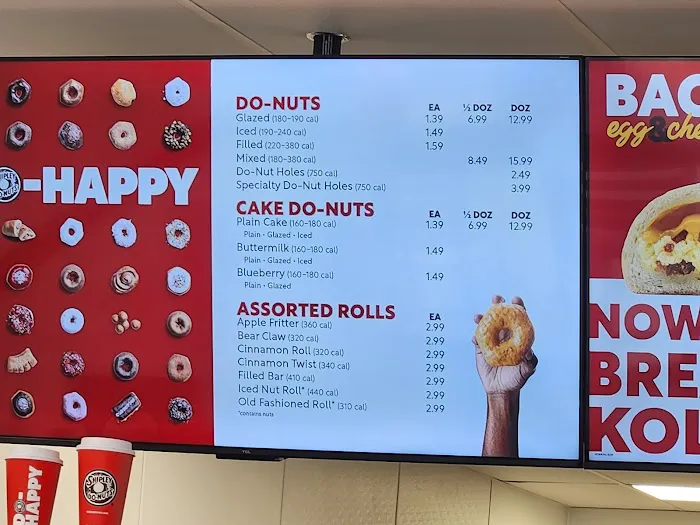 -HAPPY
DO-NUTS EA ½ DOZ DOZ
Glazed (180-190 cal) 1.39 6.99 12.99
Iced (190-240 cal) 1.49
Filled (220-380 cal) 1.59
Mixed (180-380 cal) 8.49 15.99
Do-Nut Holes (750 cal) 2.49
Specialty Do-Nut Holes (750 cal) 3.99
CAKE DO-NUTS EA ½ DOZ DOZ
Plain Cake (160-180 cal) 1.39 6.99 12.99
Plain • Glazed • Iced
Buttermilk (160-180 cal) 1.49
Plain • Glazed • Iced
Blueberry (160-180 cal) 1.49
Plain • Glazed
ASSORTED ROLLS EA
Apple Fritter (360 cal) 2.99
Bear Claw (320 cal) 2.99
Cinnamon Roll (320 cal) 2.99
Cinnamon Twist (340 cal) 2.99
Filled Bar (410 cal) 2.99
Iced Nut Roll* (440 cal) 2.99
Old Fashioned Roll* (310 cal) 2.99
*contains nuts
BAC
egg & che
NOW
BRE
KOL
TCL
-HAPPY
SHIPLEY
DO-NUTS